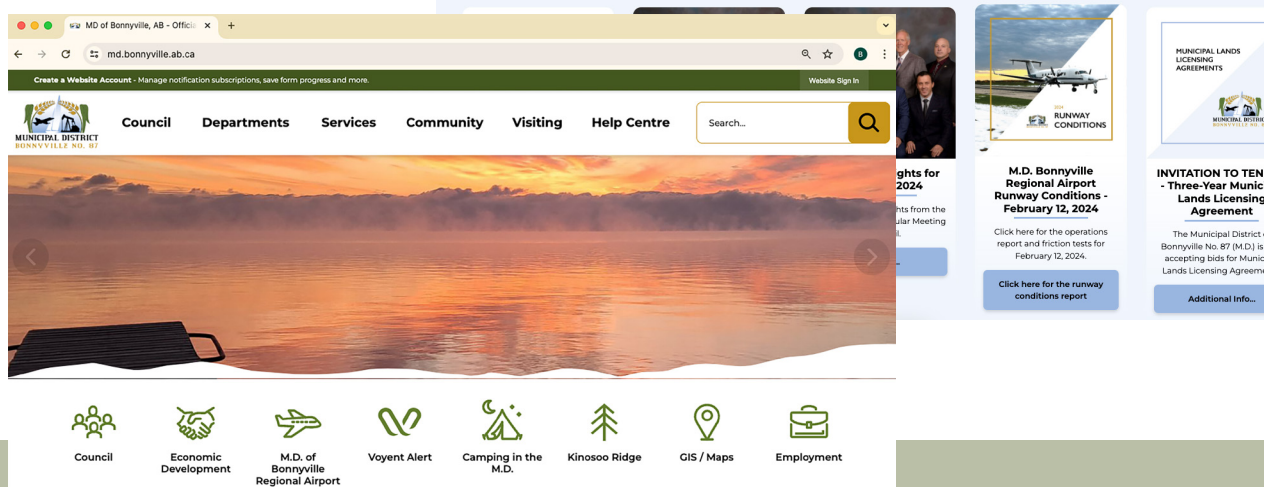 MD of Bonnyville, AB - Officia
md.bonnyville.ab.ca
B
Create a Website Account - Manage notification subscriptions, save form progress and more.
Website Sign In
MUNICIPAL DISTRICT
BONNYVILLE NO. 87
Council
Departments
Services
Community
Visiting
Help Centre
Search...
Council
Economic
Development
M.D. of
Bonnyville
Regional Airport
Voyent Alert
Camping in the
M.D.
Kinosoo Ridge
GIS / Maps
Employment
ghts for
2024
hts from the
ular Meeting
2024
RUNWAY
CONDITIONS
M.D. Bonnyville
Regional Airport
Runway Conditions -
February 12, 2024
Click here for the operations
report and friction tests for
February 12, 2024.
Click here for the runway
conditions report
MUNICIPAL LANDS
LICENSING
AGREEMENTS
MUNICIPAL DISTRIC
BONNYVILLE NO. 87
INVITATION TO TEN
- Three-Year Munic
Lands Licensing
Agreement
The Municipal District
Bonnyville No. 87 (M.D.) is
accepting bids for Munic
Lands Licensing Agreeme
Additional Info...